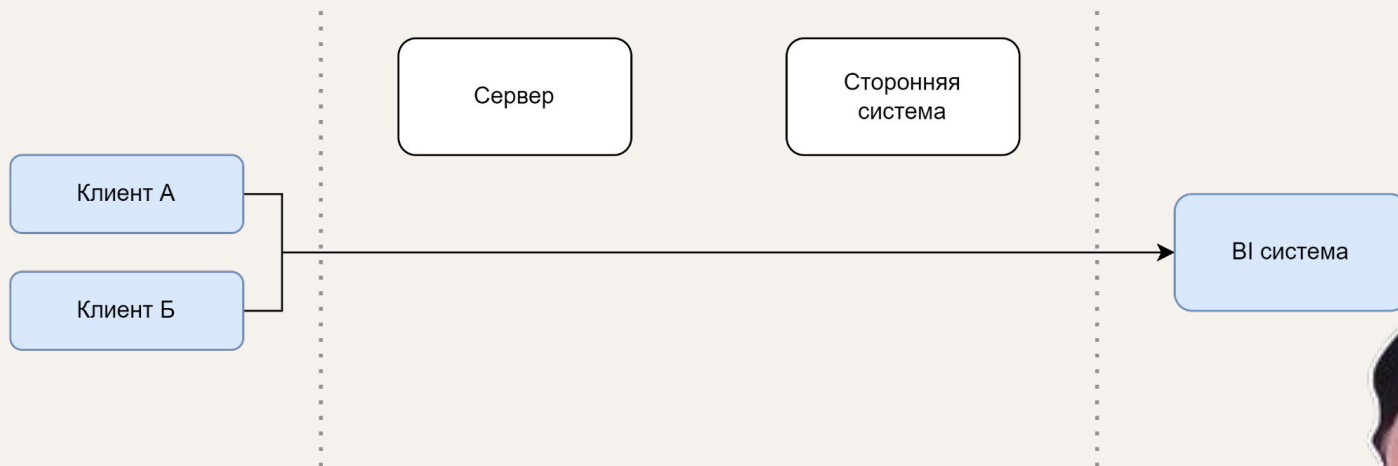 Сервер
Сторонняя
система
Клиент А
Клиент Б
BI система